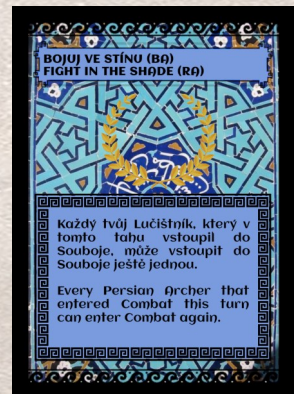 BOJUJ VE STÍNU (BA)
FIGHT IN THE SHADE (RA)
Každý tvůj Lučištník, který v
tomto tahu vstoupil do
Souboje, může vstoupit do
Souboje ještě jednou.
Every Persian Archer that
entered Combat this turn
can enter Combat again.